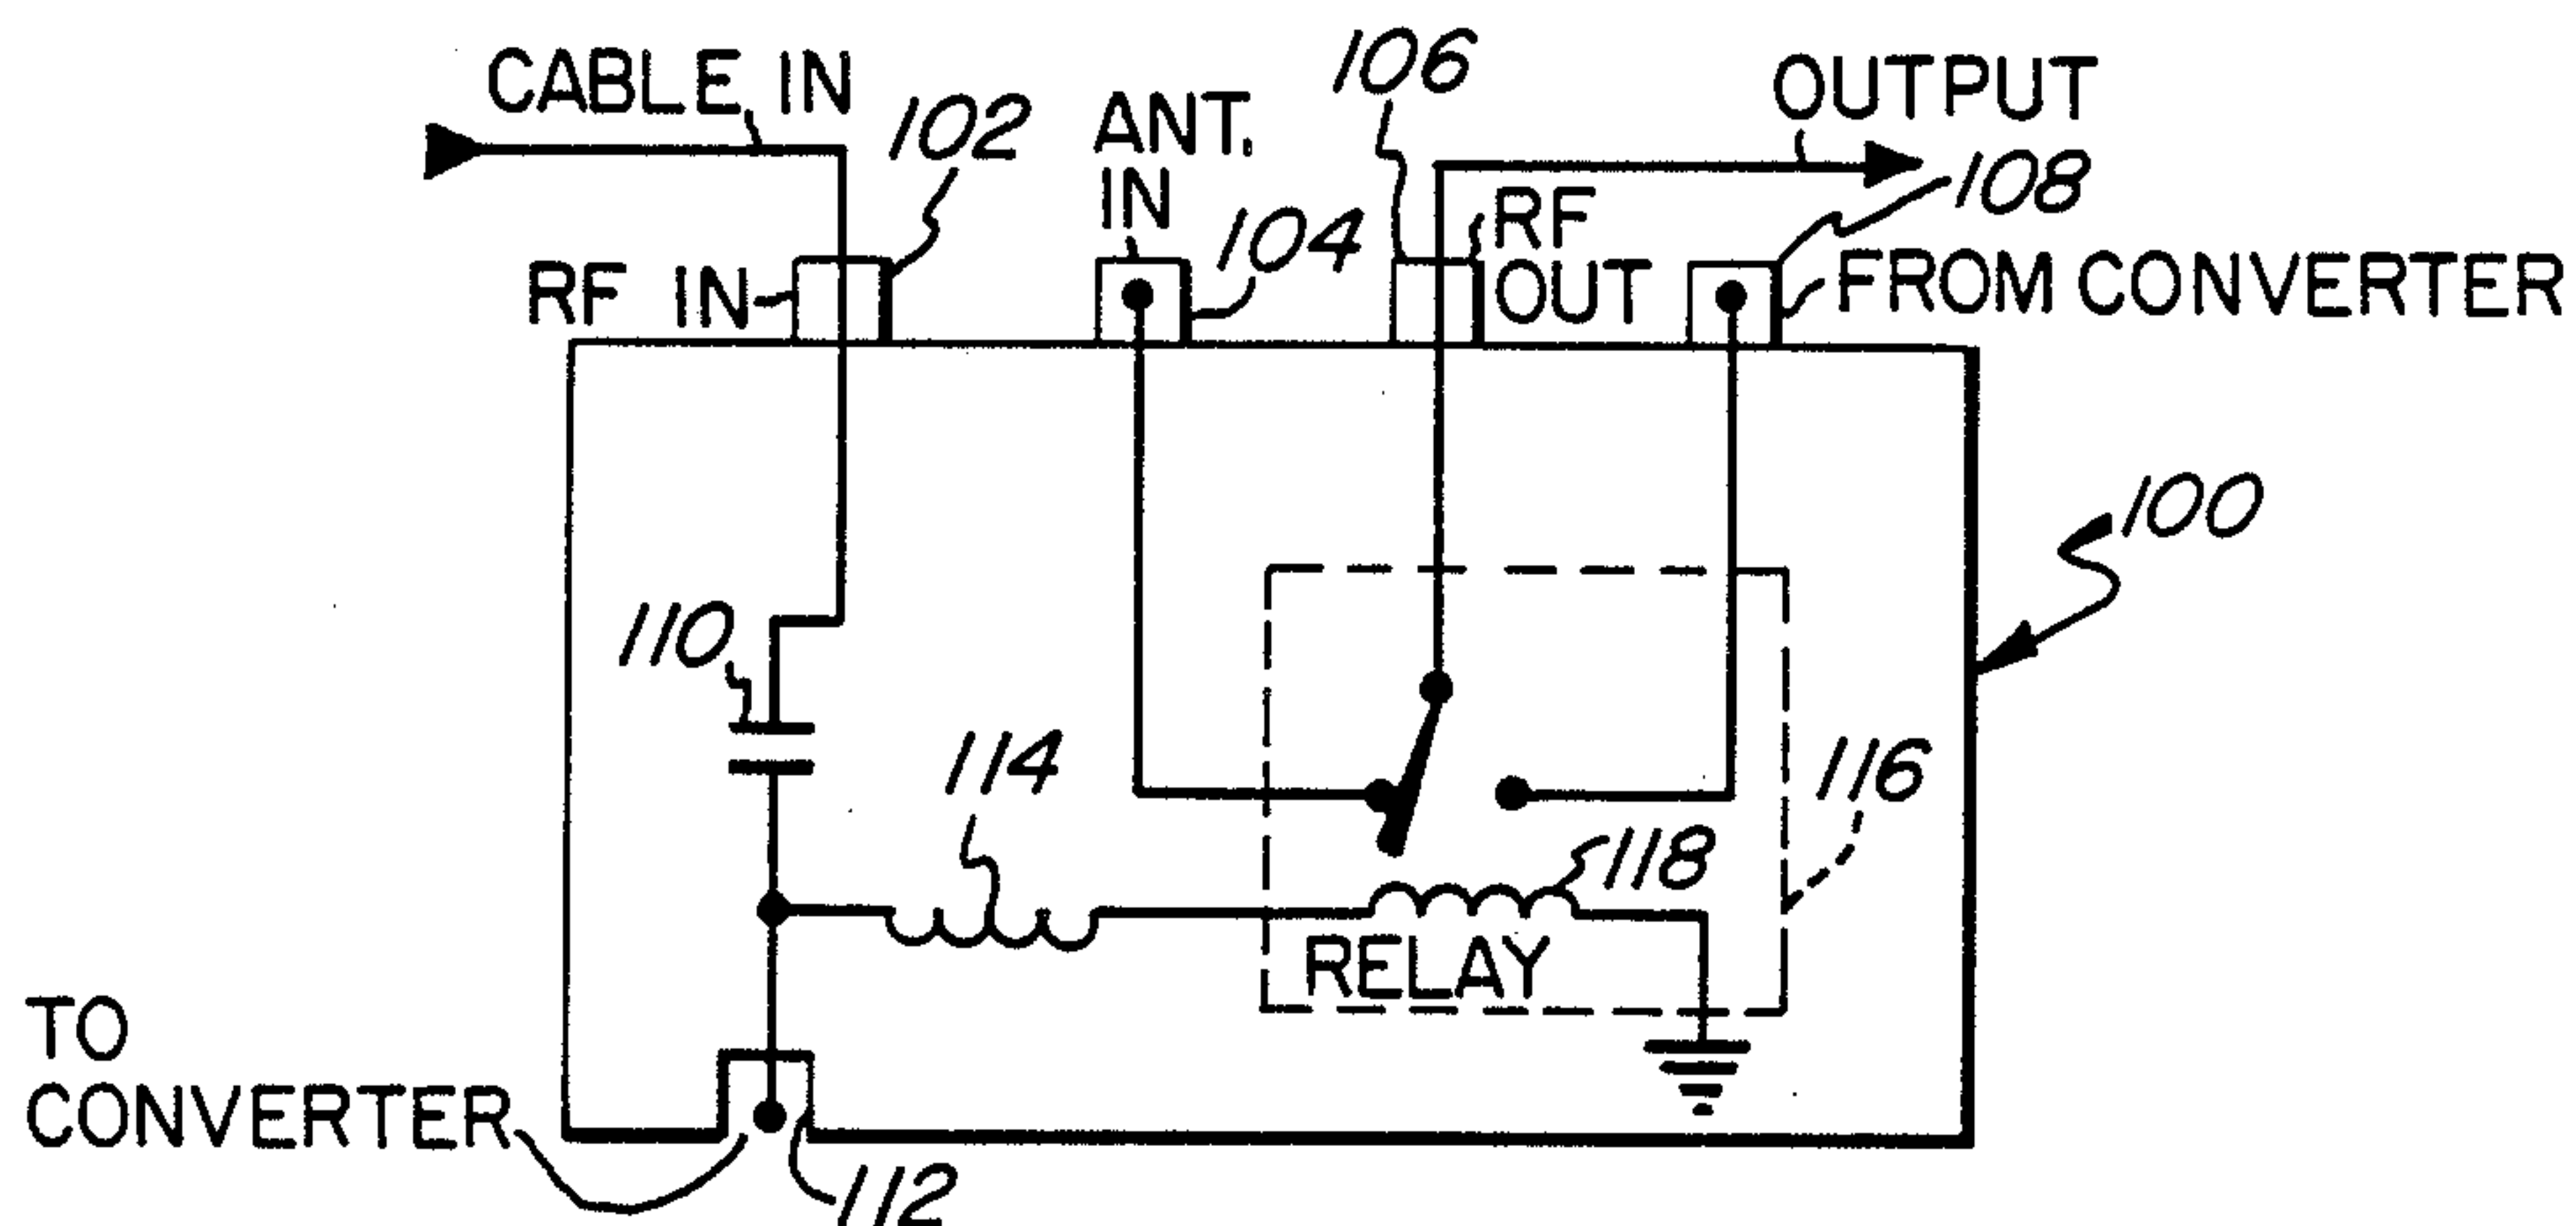 CABLE IN
102
ANT.
IN
104
106
OUTPUT
108
RF IN
RF
OUT
FROM CONVERTER
100
110
114
116
118
RELAY
TO
CONVERTER
112